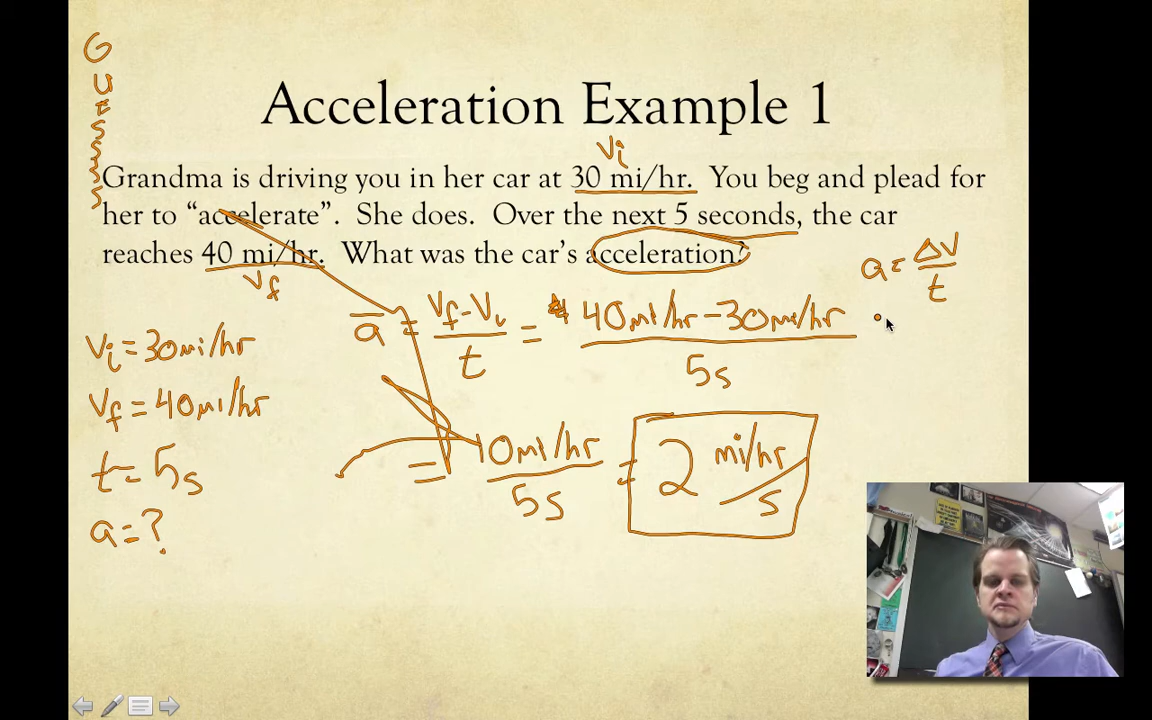 G
U
E
S
S
Acceleration Example 1
Vi
Grandma is driving you in her car at 30 mi/hr. You beg and plead for
her to “accelerate”. She does. Over the next 5 seconds, the car
reaches 40 mi/hr. What was the car’s acceleration?
Vf
a = ΔV
t
a = Vf - Vi = 40mi/hr - 30mi/hr
t 5s
Vi = 30mi/hr
Vf = 40mi/hr
t = 5s
a = ?
= 10mi/hr = 2 mi/hr
5s s